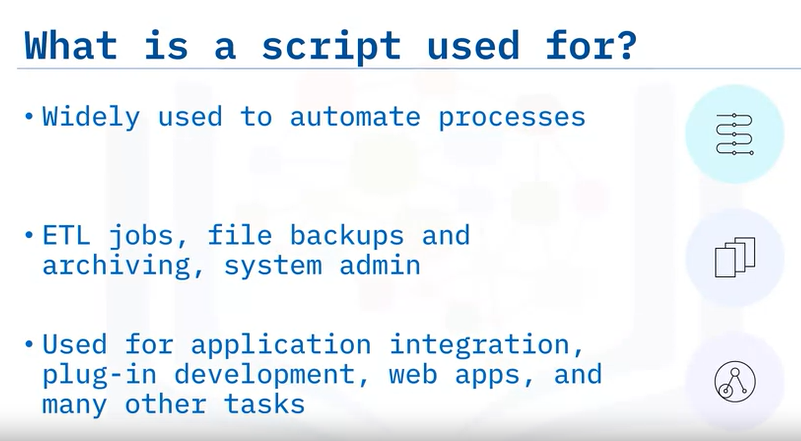 What is a script used for?
• Widely used to automate processes
• ETL jobs, file backups and
archiving, system admin
• Used for application integration,
plug-in development, web apps, and
many other tasks